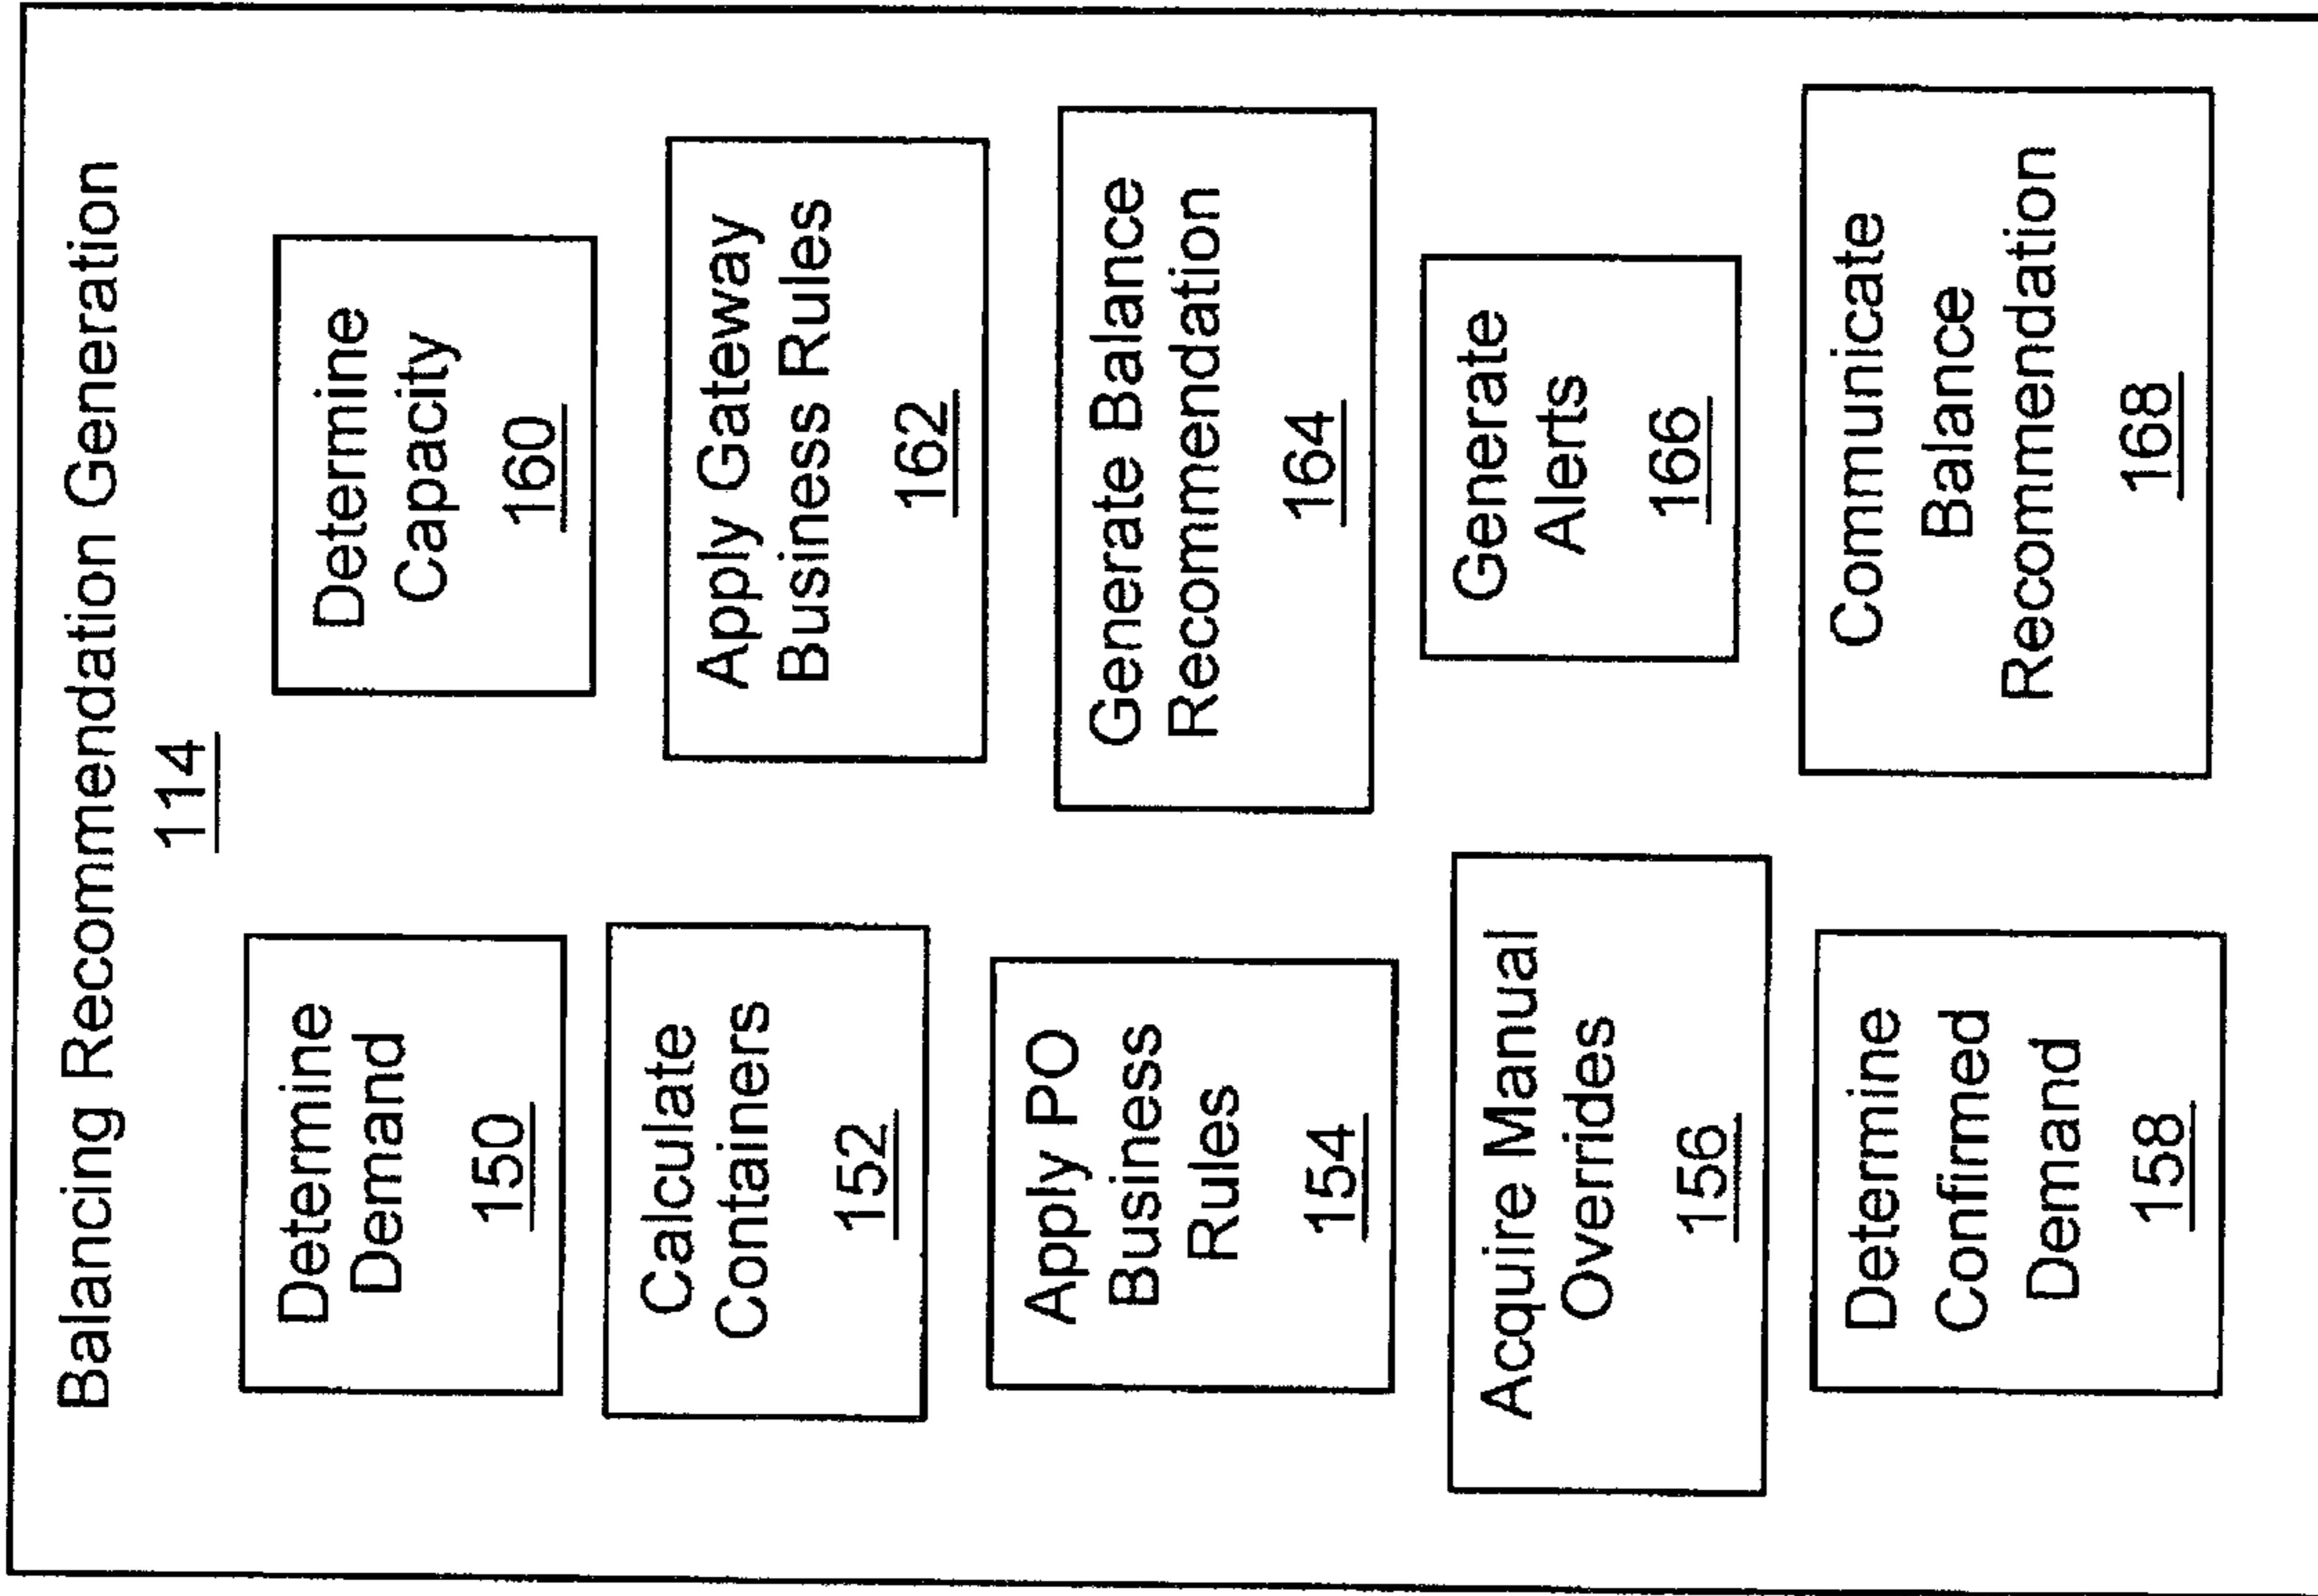 Balancing Recommendation Generation
114
Determine
Demand
150
Calculate
Containers
152
Apply PO
Business
Rules
154
Acquire Manual
Overrides
156
Determine
Confirmed
Demand
158
Determine
Capacity
160
Apply Gateway
Business Rules
162
Generate Balance
Recommendation
164
Generate
Alerts
166
Communicate
Balance
Recommendation
168